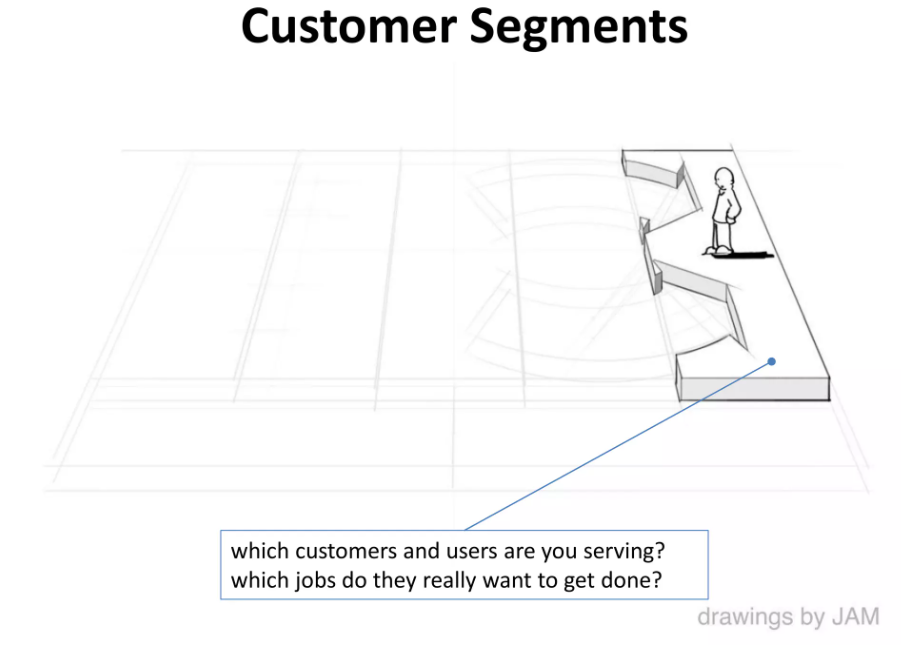 Customer Segments
which customers and users are you serving?
which jobs do they really want to get done?
drawings by JAM